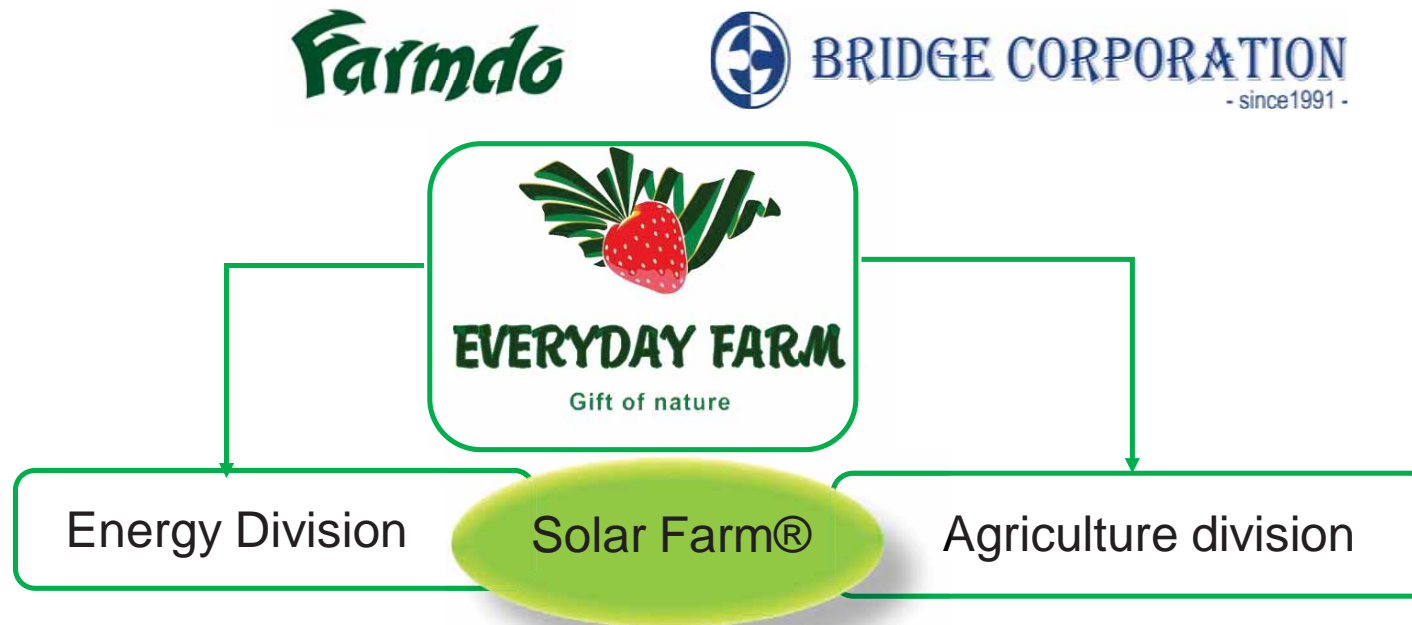 Farmdo
BRIDGE CORPORATION
- since1991 -
EVERYDAY FARM
Gift of nature
Energy Division
Solar Farm®
Agriculture division